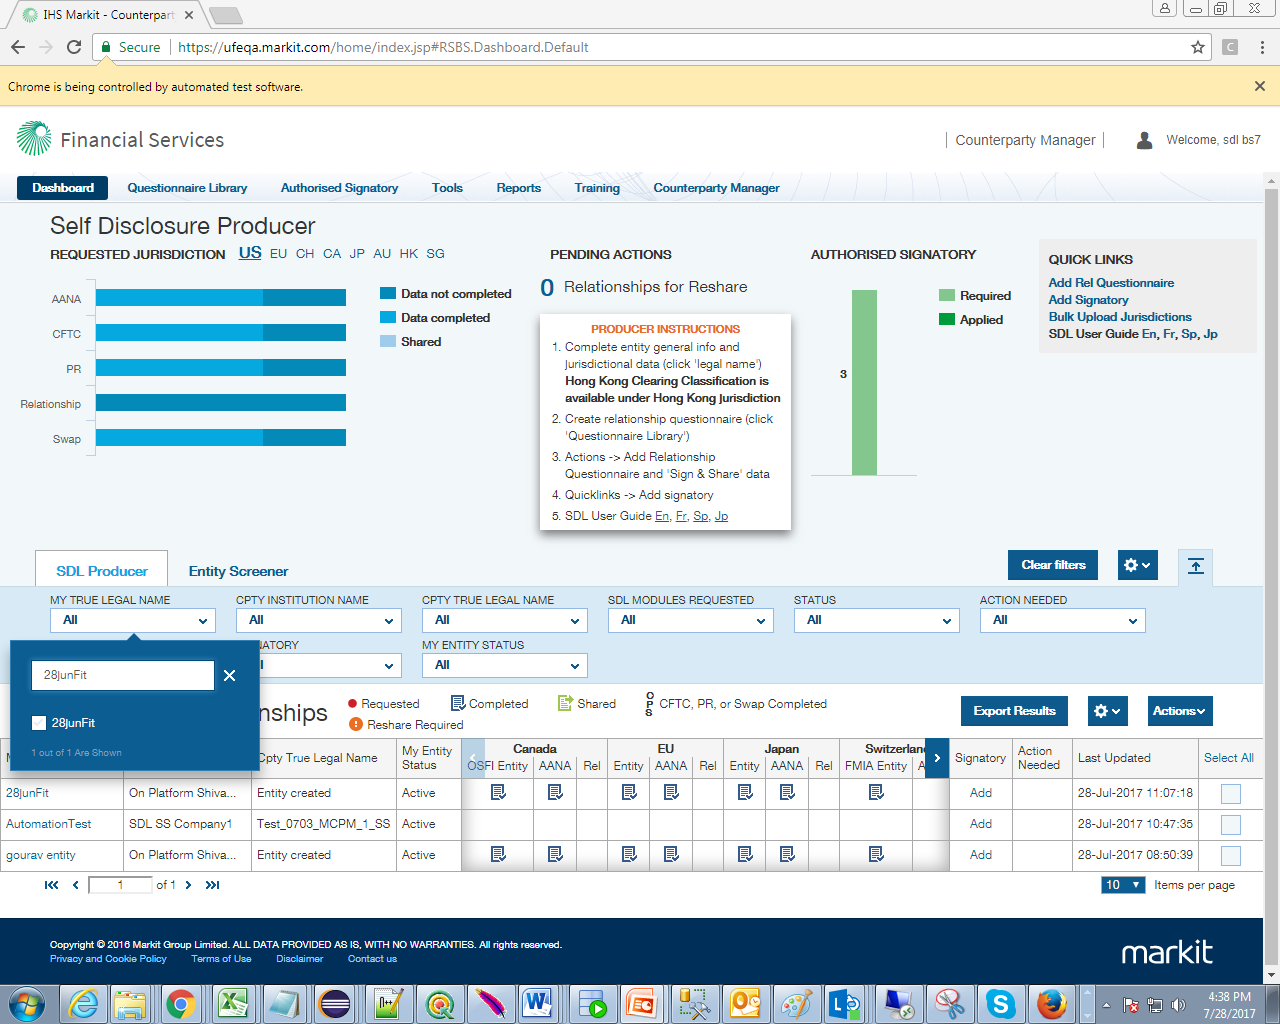 IHS Markit - Counterpart
Secure https://ufeqa.markit.com/home/index.jsp#RSBS.Dashboard.Default
C
Chrome is being controlled by automated test software.
Financial Services
Counterparty Manager
Welcome, sdl bs7
Dashboard Questionnaire Library Authorised Signatory Tools Reports Training Counterparty Manager
Self Disclosure Producer
REQUESTED JURISDICTION US EU CH CA JP AU HK SG
AANA
CFTC
PR
Relationship
Swap
Data not completed
Data completed
Shared
PENDING ACTIONS
0 Relationships for Reshare
PRODUCER INSTRUCTIONS
1. Complete entity general info and
jurisdictional data (click 'legal name')
Hong Kong Clearing Classification is
available under Hong Kong Jurisdiction
2. Create relationship questionnaire (click
'Questionnaire Library')
3. Actions -> Add Relationship
Questionnaire and 'Sign & Share' data
4. Quicklinks -> Add signatory
5. SDL User Guide En, Fr, Sp, Jp
AUTHORISED SIGNATORY
3
Required
Applied
QUICK LINKS
Add Rel Questionnaire
Add Signatory
Bulk Upload Jurisdictions
SDL User Guide En, Fr, Sp, Jp
SDL Producer Entity Screener
Clear filters
MY TRUE LEGAL NAME CPTY INSTITUTION NAME CPTY TRUE LEGAL NAME SDL MODULES REQUESTED STATUS ACTION NEEDED
All All All All All All
NATORY MY ENTITY STATUS
All
28junFit
28junFit
1 out of 1 Are Shown
nships
Requested Completed Shared OPS CFTC, PR, or Swap Completed
Reshare Required
Export Results
Actions
Cpty True Legal Name My Entity Status Canada EU Japan Switzerlan Signatory Action Needed Last Updated Select All
OSFI Entity AANA Rel Entity AANA Rel Entity AANA Rel FMIA Entity
28junFit On Platform Shiva... Entity created Active Add 28-Jul-2017 11:07:18
AutomationTest SDL SS Company1 Test_0703_MCPM_1_SS Active Add 28-Jul-2017 10:47:35
gourav entity On Platform Shiva... Entity created Active Add 28-Jul-2017 08:50:39
1 of 1
10 Items per page
Copyright © 2016 Markit Group Limited. ALL DATA PROVIDED AS IS, WITH NO WARRANTIES. All rights reserved.
Privacy and Cookie Policy Terms of Use Disclaimer Contact us
markit
4:38 PM
7/28/2017